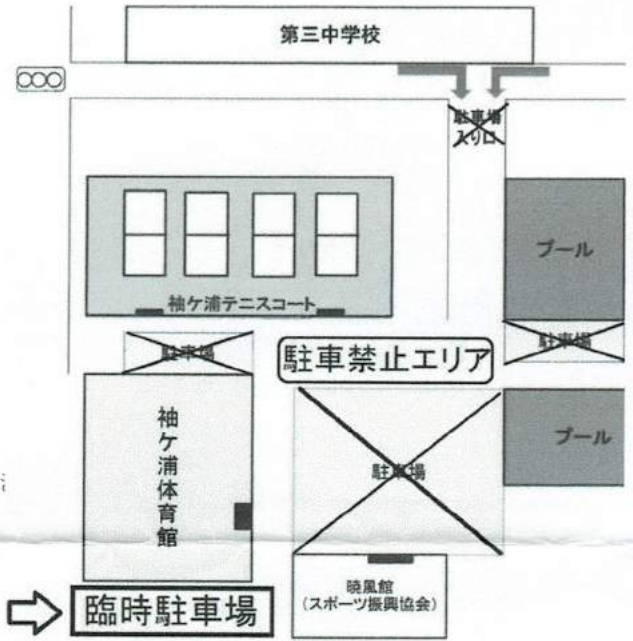 第三中学校
駐車場
入り口
プール
袖ケ浦テニスコート
駐車場
駐車禁止エリア
駐車場
袖ケ浦体育館
駐車場
プール
暁風館
(スポーツ振興協会)
臨時駐車場